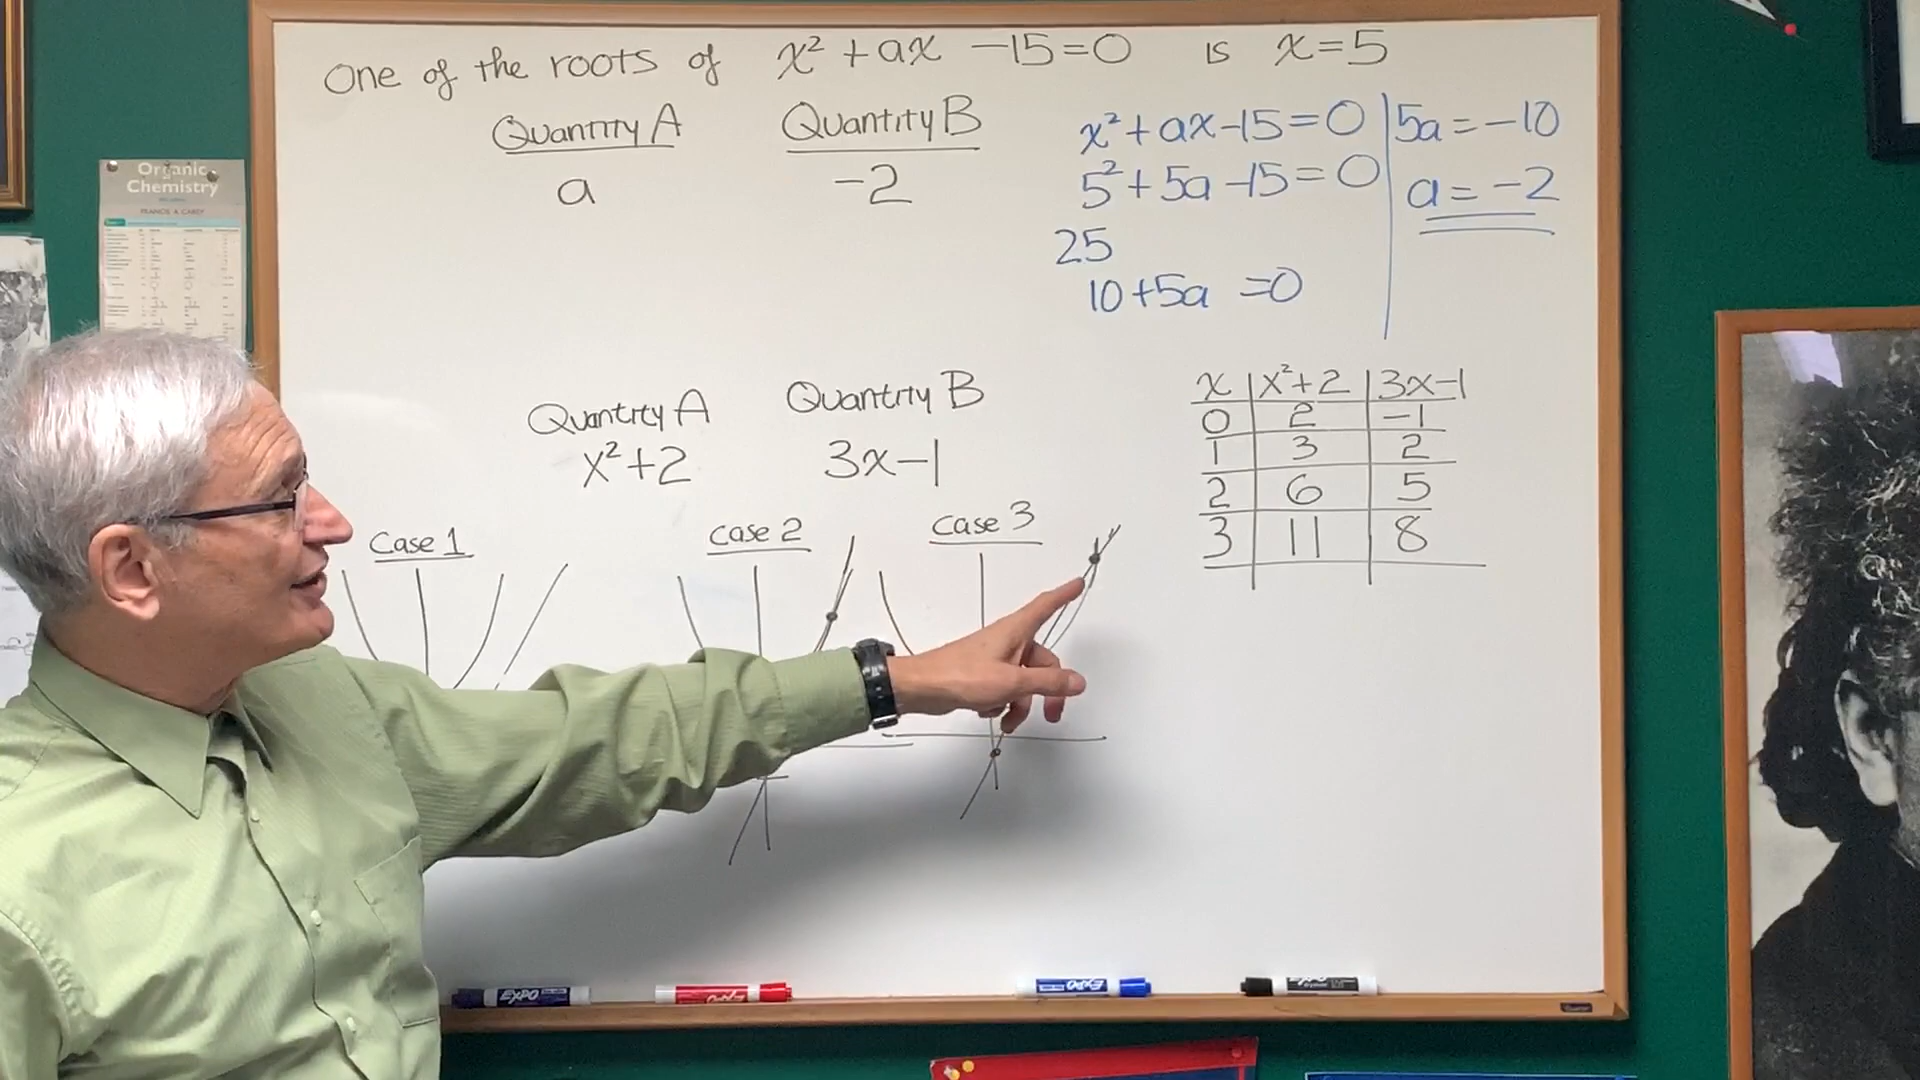 One of the roots of x² + ax - 15 = 0 is x = 5
Quantity A Quantity B
a -2
x² + ax - 15 = 0
5² + 5a - 15 = 0
25
10 + 5a = 0
5a = -10
a = -2
Quantity A Quantity B
x² + 2 3x - 1
Case 1 Case 2 Case 3
x x² + 2 3x - 1
0 2 -1
1 3 2
2 6 5
3 11 8
Organic
Chemistry
FRANCIS A CAREY
EXPO
EXPO
EXPO